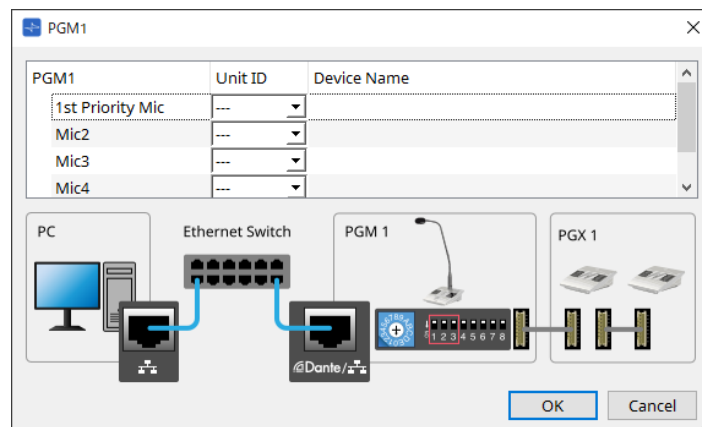 PGM1
PGM1 Unit ID Device Name
1st Priority Mic ---
Mic2 ---
Mic3 ---
Mic4 ---
PC Ethernet Switch PGM 1 PGX 1
1 2 3 4 5 6 7 8
Dante/
OK Cancel